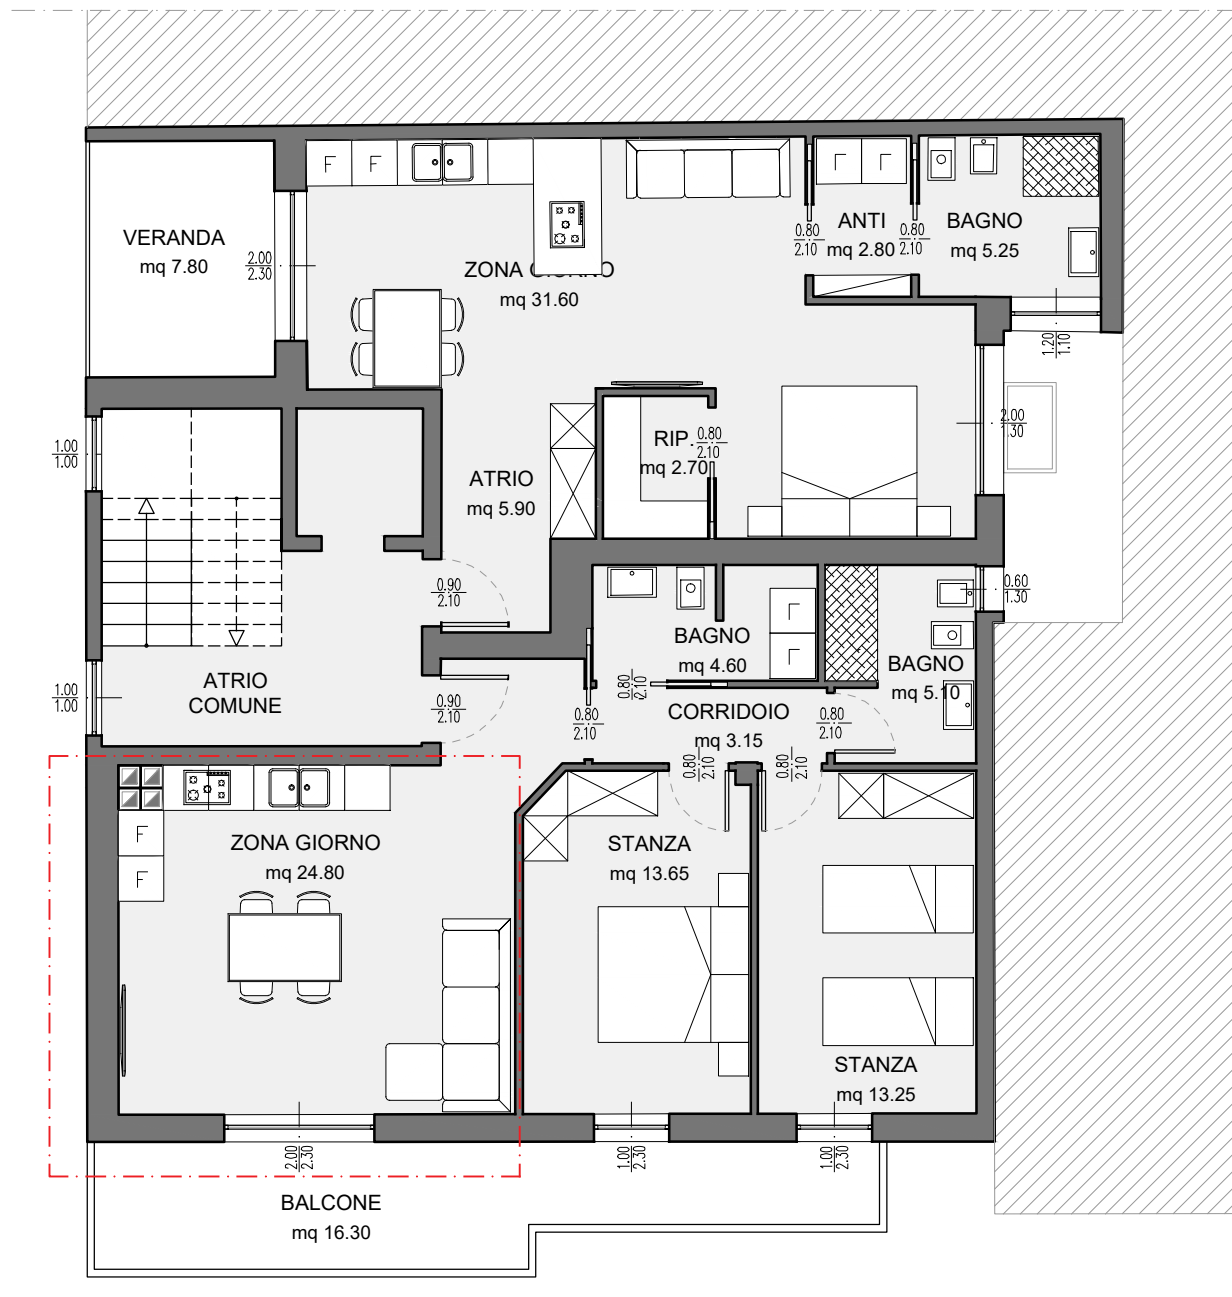 F F
VERANDA
mq 7.80
2.00
2.30
ZONA GIORNO
mq 31.60
0.80
2.10
ANTI
mq 2.80
0.80
2.10
BAGNO
mq 5.25
1.20
1.10
2.00
1.30
1.00
1.00
RIP.
mq 2.70
0.80
2.10
ATRIO
mq 5.90
0.90
2.10
0.60
1.30
BAGNO
mq 4.60
BAGNO
mq 5.10
ATRIO
COMUNE
1.00
1.00
0.90
2.10
0.80
2.10
0.80
2.10
CORRIDOIO
mq 3.15
0.80
2.10
0.80
2.10
0.80
2.10
F
F
ZONA GIORNO
mq 24.80
STANZA
mq 13.65
STANZA
mq 13.25
2.00
2.30
1.00
2.30
1.00
2.30
BALCONE
mq 16.30